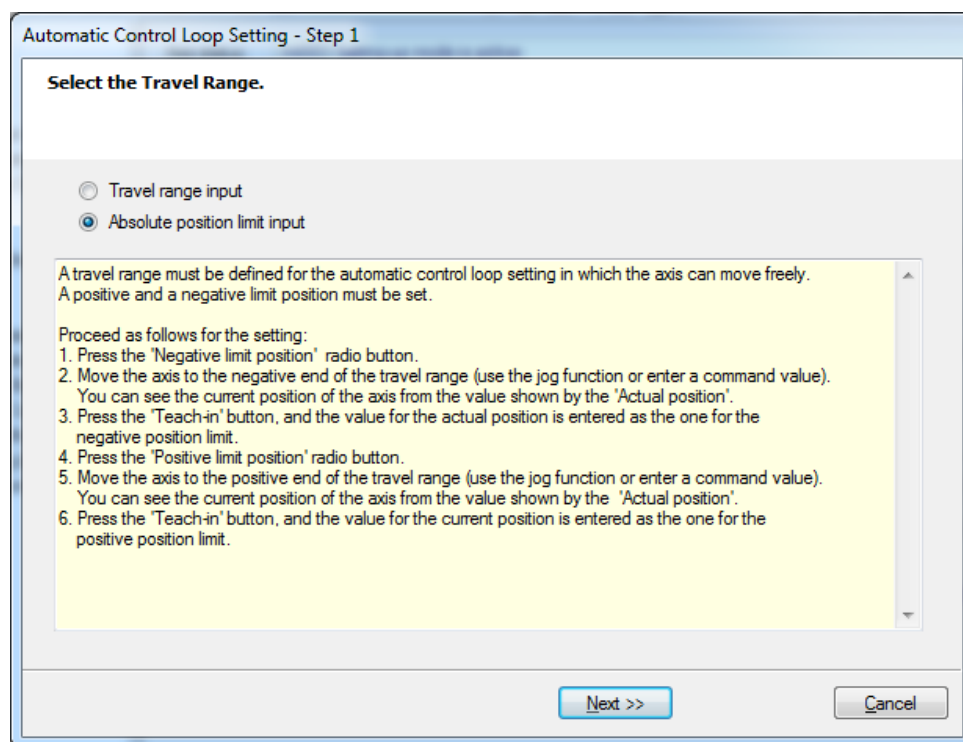 Automatic Control Loop Setting - Step 1
Select the Travel Range.
Travel range input
Absolute position limit input
A travel range must be defined for the automatic control loop setting in which the axis can move freely.
A positive and a negative limit position must be set.
Proceed as follows for the setting:
1. Press the 'Negative limit position' radio button.
2. Move the axis to the negative end of the travel range (use the jog function or enter a command value).
You can see the current position of the axis from the value shown by the 'Actual position'.
3. Press the 'Teach-in' button, and the value for the actual position is entered as the one for the
negative position limit.
4. Press the 'Positive limit position' radio button.
5. Move the axis to the positive end of the travel range (use the jog function or enter a command value).
You can see the current position of the axis from the value shown by the 'Actual position'.
6. Press the 'Teach-in' button, and the value for the current position is entered as the one for the
positive position limit.
Next >>
Cancel